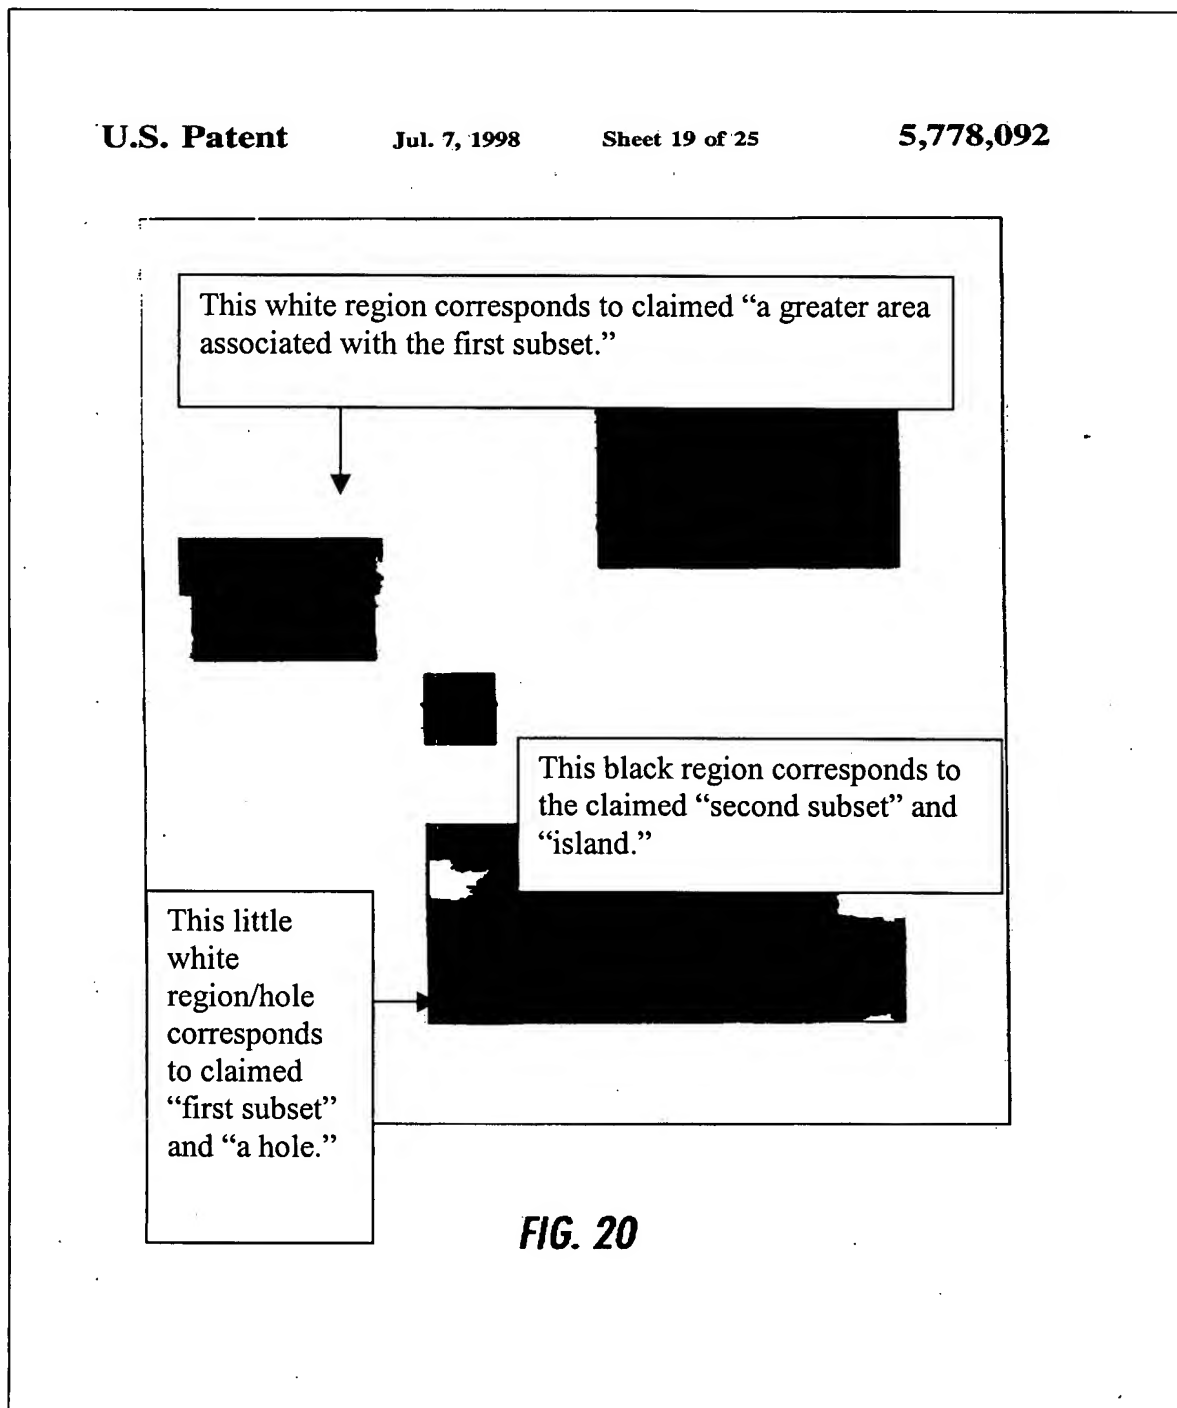 U.S. Patent Jul. 7, 1998 Sheet 19 of 25 5,778,092
This white region corresponds to claimed “a greater area
associated with the first subset.”
This black region corresponds to
the claimed “second subset” and
“island.”
This little
white
region/hole
corresponds
to claimed
“first subset”
and “a hole.”
FIG. 20